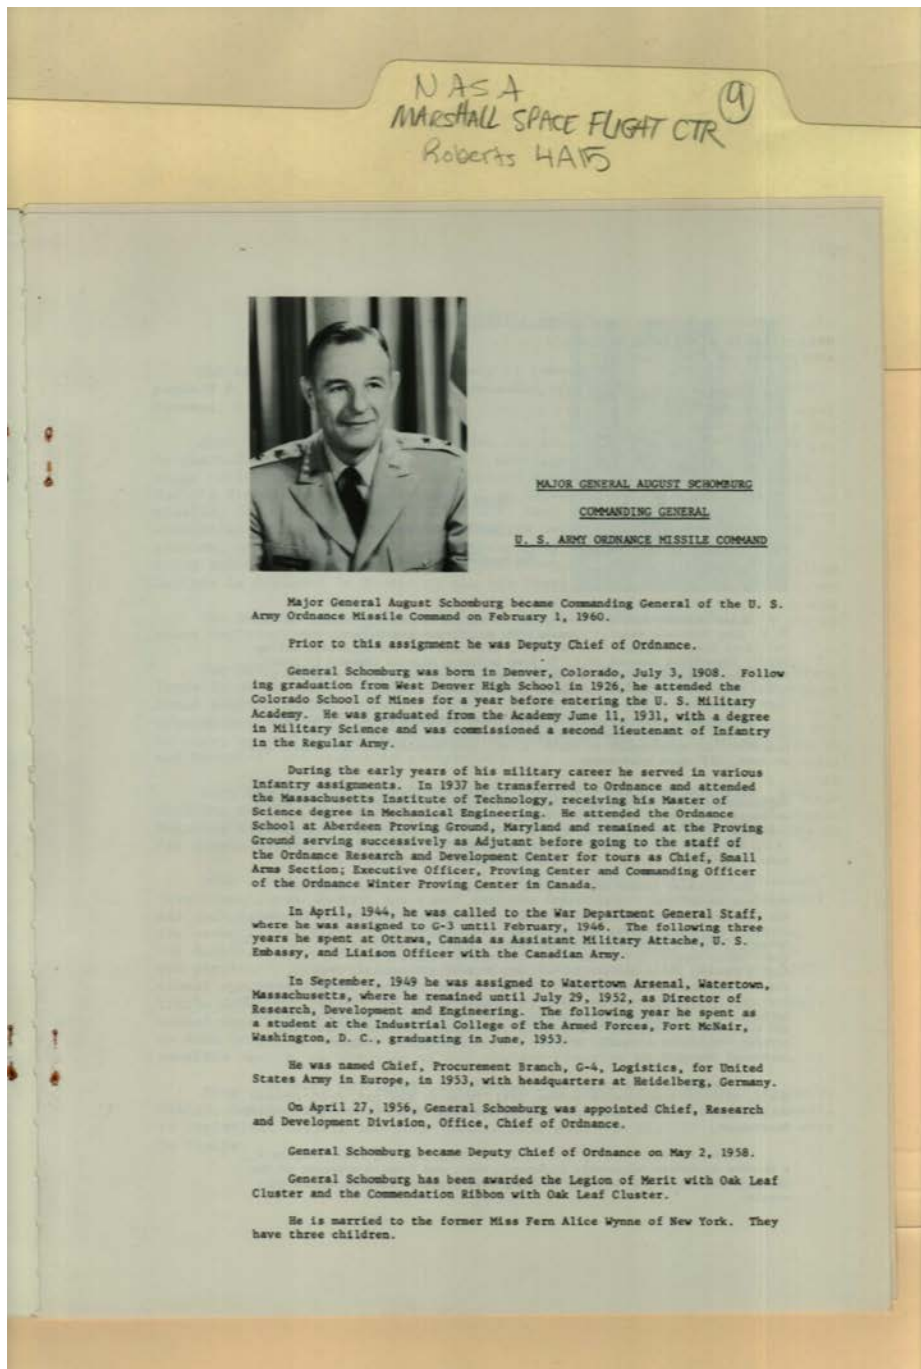 NASA
MARSHALL SPACE FLIGHT CTR
9
Roberts 4A15
MAJOR GENERAL AUGUST SCHOMBURG
COMMANDING GENERAL
U. S. ARMY ORDNANCE MISSILE COMMAND
Major General August Schomburg became Commanding General of the U. S.
Army Ordnance Missile Command on February 1, 1960.
Prior to this assignment he was Deputy Chief of Ordnance.
General Schomburg was born in Denver, Colorado, July 3, 1908. Follow
ing graduation from West Denver High School in 1926, he attended the
Colorado School of Mines for a year before entering the U. S. Military
Academy. He was graduated from the Academy June 11, 1931, with a degree
in Military Science and was commissioned a second lieutenant of Infantry
in the Regular Army.
During the early years of his military career he served in various
Infantry assignments. In 1937 he transferred to Ordnance and attended
the Massachusetts Institute of Technology, receiving his Master of
Science degree in Mechanical Engineering. He attended the Ordnance
School at Aberdeen Proving Ground, Maryland and remained at the Proving
Ground serving successively as Adjutant before going to the staff of
the Ordnance Research and Development Center for tours as Chief, Small
Arms Section; Executive Officer, Proving Center and Commanding Officer
of the Ordnance Winter Proving Center in Canada.
In April, 1944, he was called to the War Department General Staff,
where he was assigned to G-3 until February, 1946. The following three
years he spent at Ottawa, Canada as Assistant Military Attache, U. S.
Embassy, and Liaison Officer with the Canadian Army.
In September, 1949 he was assigned to Watertown Arsenal, Watertown,
Massachusetts, where he remained until July 29, 1952, as Director of
Research, Development and Engineering. The following year he spent as
a student at the Industrial College of the Armed Forces, Fort McNair,
Washington, D. C., graduating in June, 1953.
He was named Chief, Procurement Branch, G-4, Logistics, for United
States Army in Europe, in 1953, with headquarters at Heidelberg, Germany.
On April 27, 1956, General Schomburg was appointed Chief, Research
and Development Division, Office, Chief of Ordnance.
General Schomburg became Deputy Chief of Ordnance on May 2, 1958.
General Schomburg has been awarded the Legion of Merit with Oak Leaf
Cluster and the Commendation Ribbon with Oak Leaf Cluster.
He is married to the former Miss Fern Alice Wynne of New York. They
have three children.